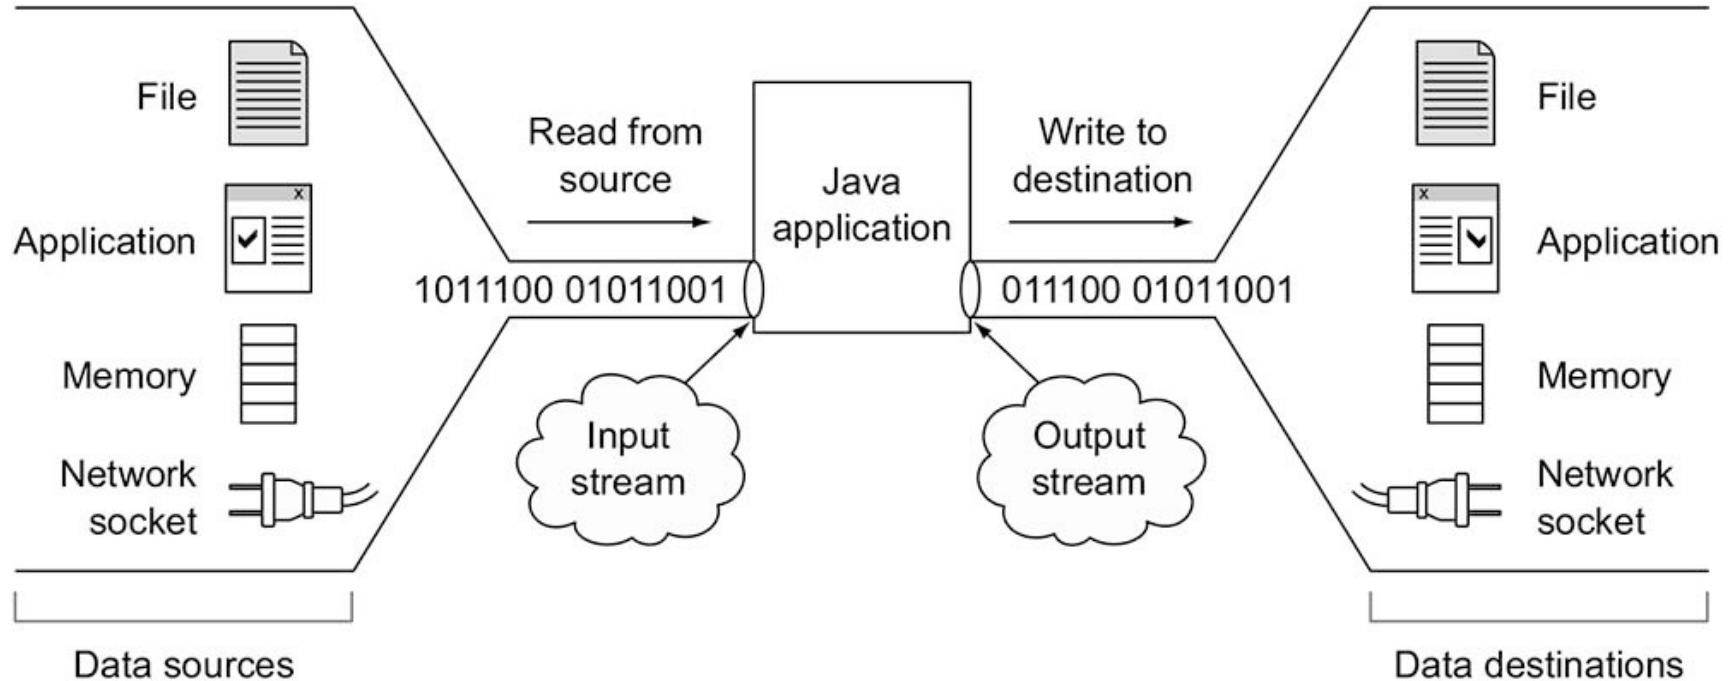 File
Application
Memory
Network
socket
Data sources
Read from
source
1011100 01011001
Input
stream
Java
application
Write to
destination
011100 01011001
Output
stream
File
Application
Memory
Network
socket
Data destinations
X
X